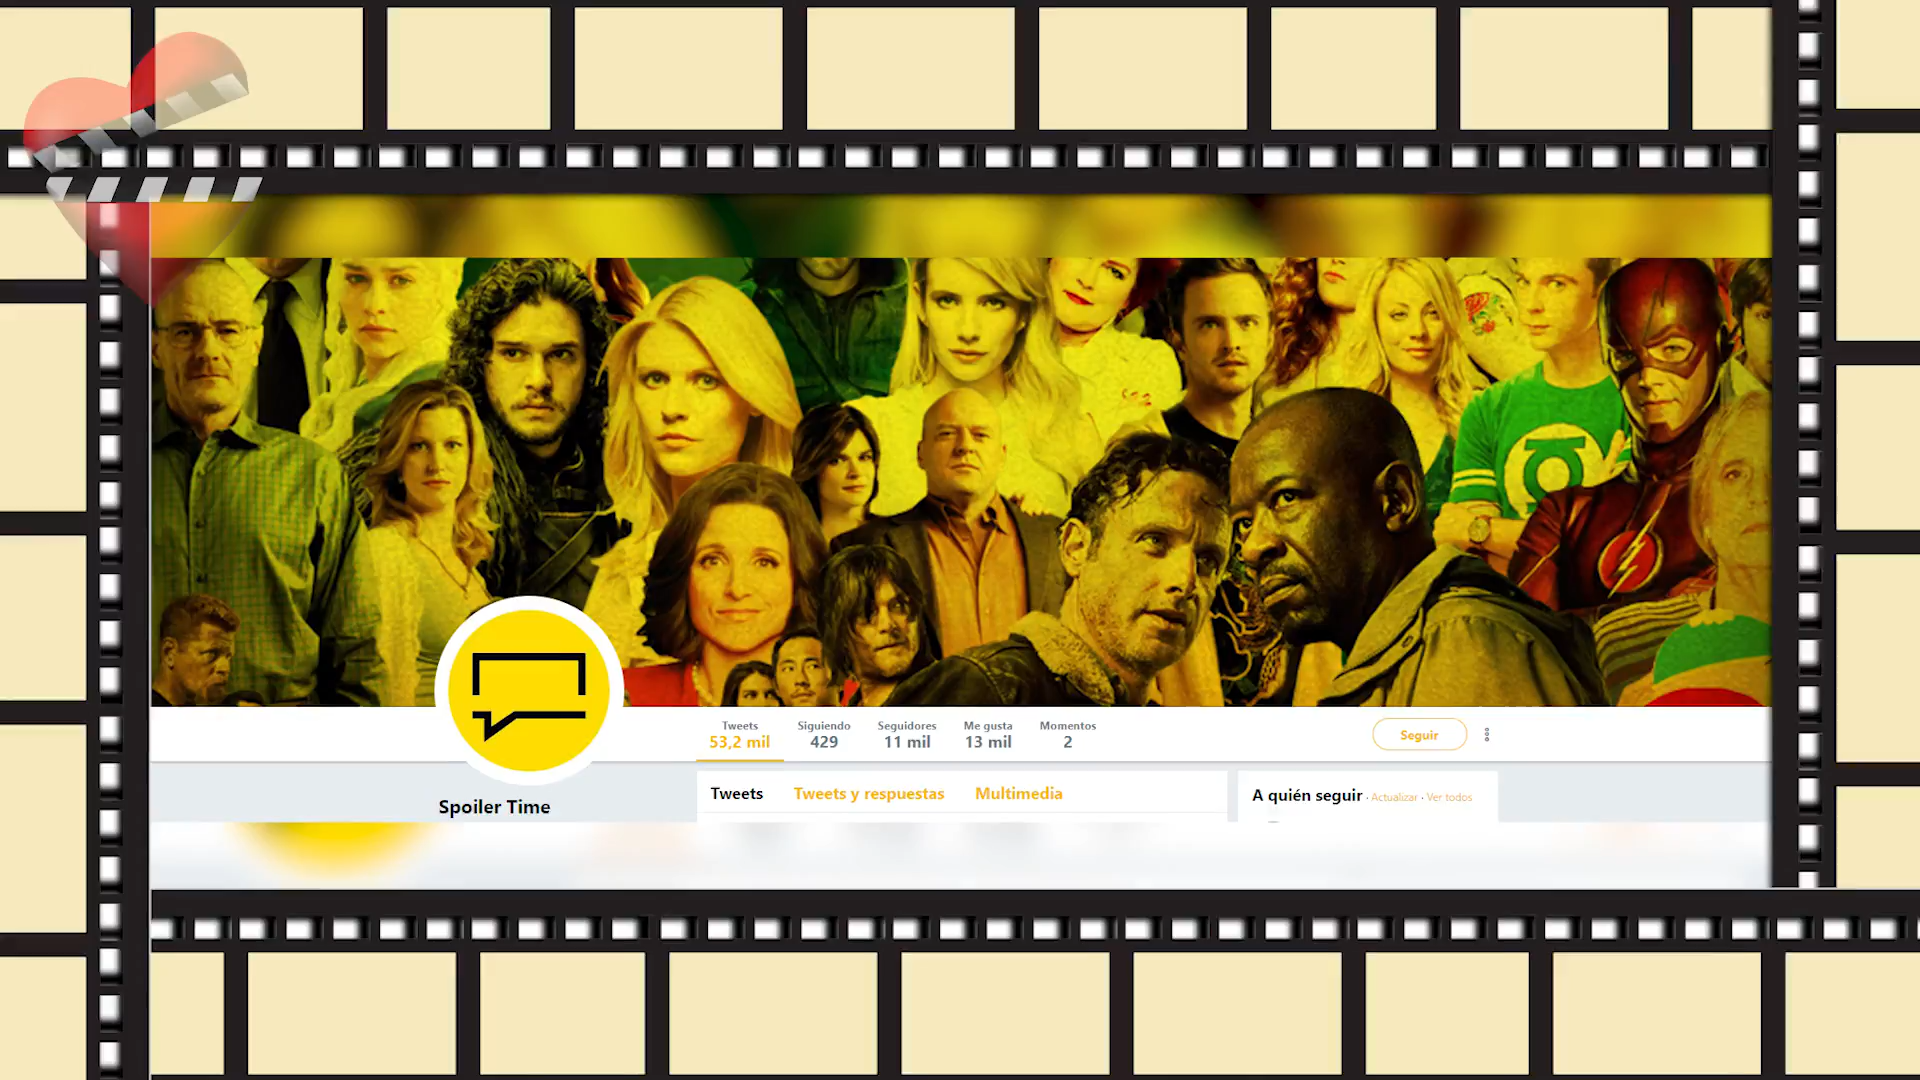 Tweets Siguiendo Seguidores Me gusta Momentos
53,2 mil 429 11 mil 13 mil 2
Seguir
Spoiler Time
Tweets Tweets y respuestas Multimedia
A quién seguir · Actualizar · Ver todos